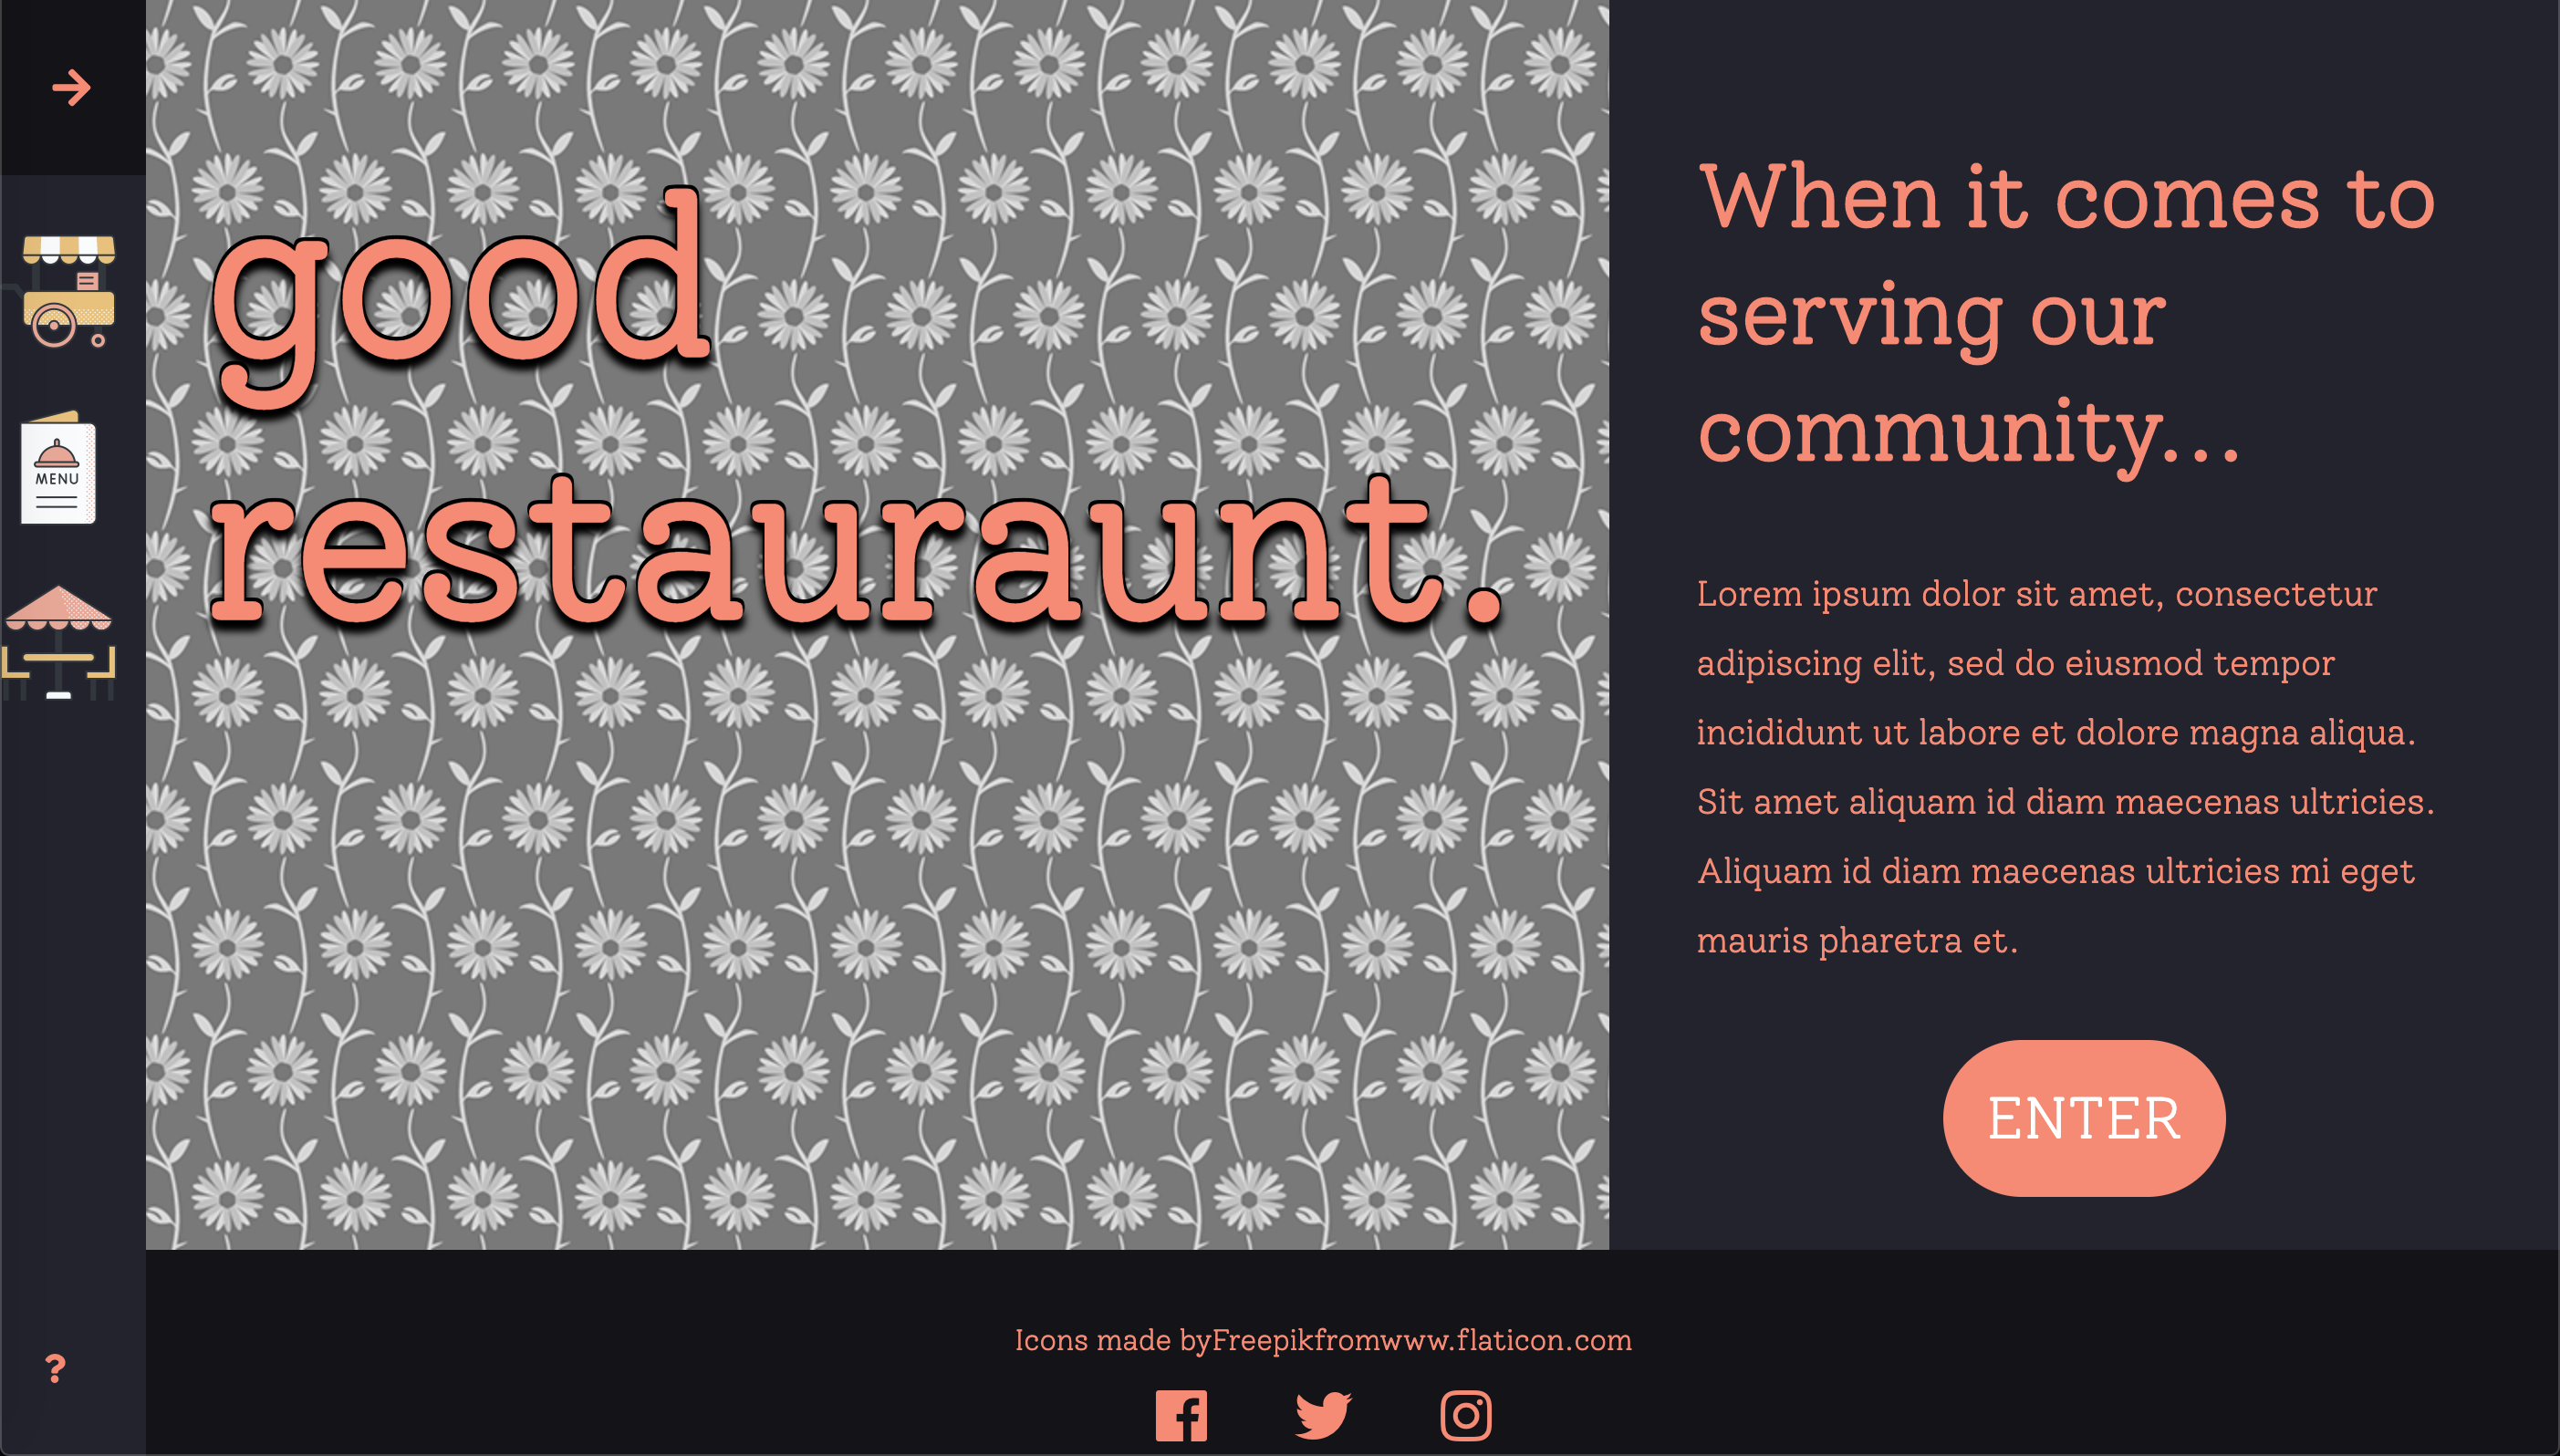 good
restauraunt.
When it comes to
serving our
community...
Lorem ipsum dolor sit amet, consectetur
adipiscing elit, sed do eiusmod tempor
incididunt ut labore et dolore magna aliqua.
Sit amet aliquam id diam maecenas ultricies.
Aliquam id diam maecenas ultricies mi eget
mauris pharetra et.
ENTER
MENU
?
Icons made byFreepikfromwww.flaticon.com